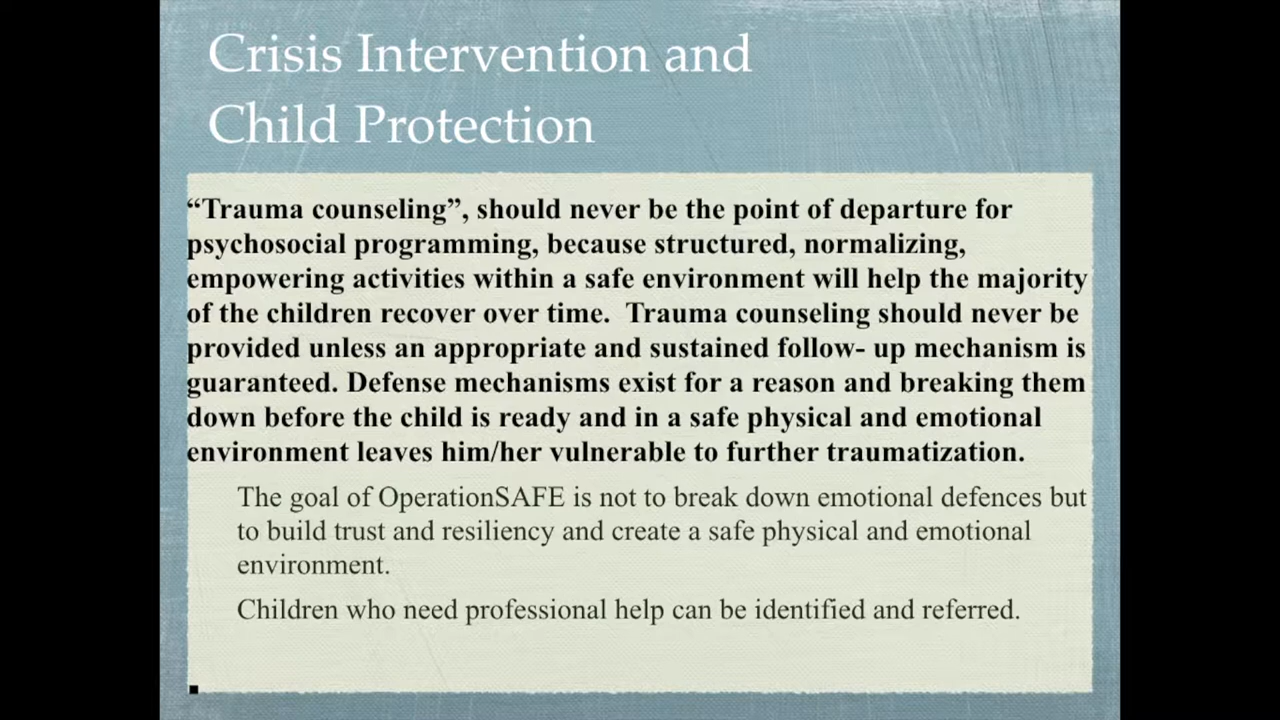 Crisis Intervention and
Child Protection
“Trauma counseling”, should never be the point of departure for
psychosocial programming, because structured, normalizing,
empowering activities within a safe environment will help the majority
of the children recover over time.  Trauma counseling should never be
provided unless an appropriate and sustained follow- up mechanism is
guaranteed. Defense mechanisms exist for a reason and breaking them
down before the child is ready and in a safe physical and emotional
environment leaves him/her vulnerable to further traumatization.
The goal of OperationSAFE is not to break down emotional defences but
to build trust and resiliency and create a safe physical and emotional
environment.
Children who need professional help can be identified and referred.